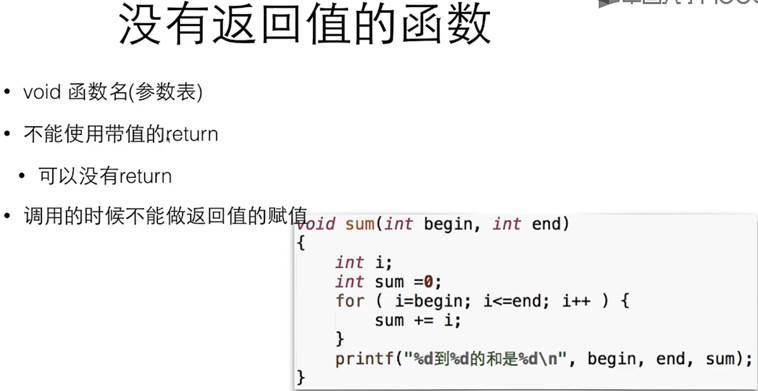 没有返回值的函数
• void 函数名(参数表)
• 不能使用带值的return
• 可以没有return
• 调用的时候不能做返回值的赋值
void sum(int begin, int end)
{
    int i;
    int sum =0;
    for ( i=begin; i<=end; i++ ) {
        sum += i;
    }
    printf("%d到%d的和是%d\n", begin, end, sum);
}